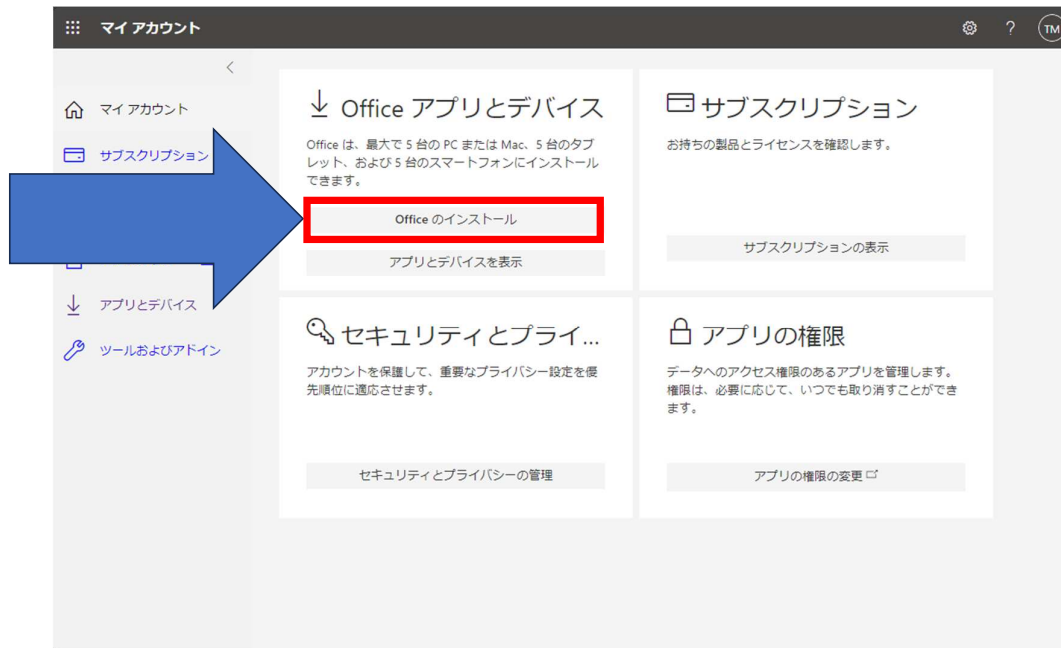 マイ アカウント
?
TM
マイ アカウント
サブスクリプション
アプリとデバイス
ツールおよびアドイン
Office アプリとデバイス
Office は、最大で 5 台の PC または Mac、5 台のタブ
レット、および 5 台のスマートフォンにインストール
できます。
Office のインストール
アプリとデバイスを表示
サブスクリプション
お持ちの製品とライセンスを確認します。
サブスクリプションの表示
セキュリティとプライ...
アカウントを保護して、重要なプライバシー設定を優
先順位に適応させます。
セキュリティとプライバシーの管理
アプリの権限
データへのアクセス権限のあるアプリを管理します。
権限は、必要に応じて、いつでも取り消すことができ
ます。
アプリの権限の変更